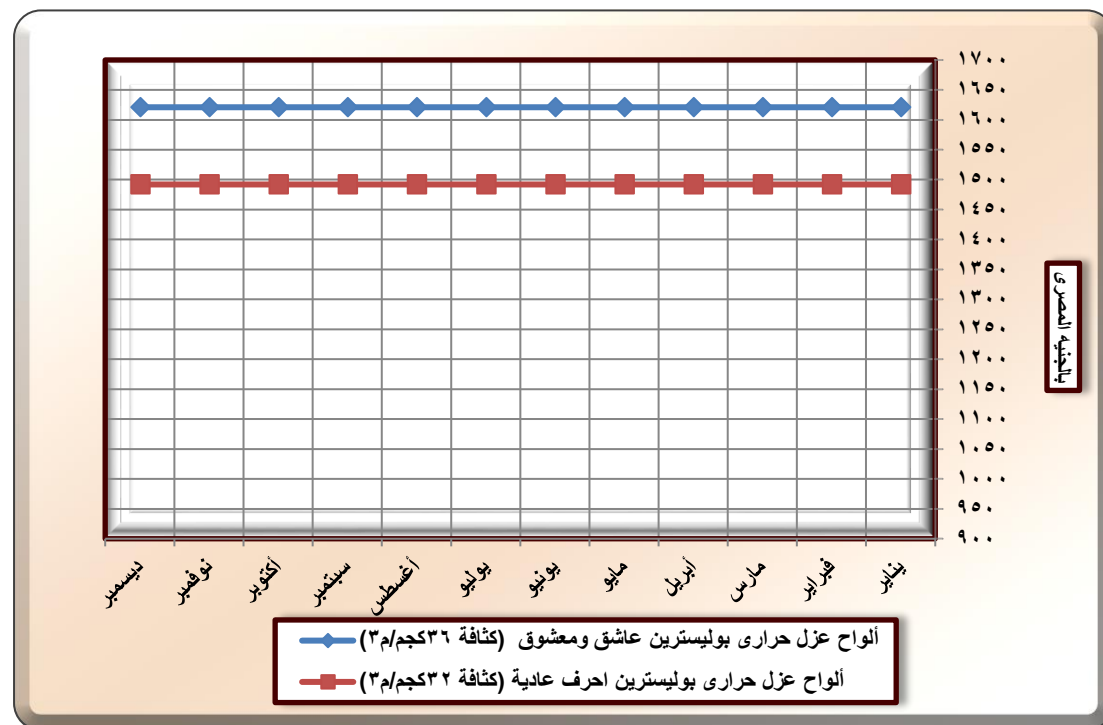 ١٧٠٠
١٦٥٠
١٦٠٠
١٥٥٠
١٥٠٠
١٤٥٠
١٤٠٠
١٣٥٠
١٣٠٠
١٢٥٠
١٢٠٠
١١٥٠
١١٠٠
١٠٥٠
١٠٠٠
٩٥٠
٩٠٠
بالجنيه المصرى
يناير
فبراير
مارس
أبريل
مايو
يونيو
يوليو
أغسطس
سبتمبر
أكتوبر
نوفمبر
ديسمبر
ألواح عزل حرارى بوليسترين عاشق ومعشوق (كثافة ٣٦كجم/م٣)
ألواح عزل حرارى بوليسترين احرف عادية (كثافة ٣٢كجم/م٣)